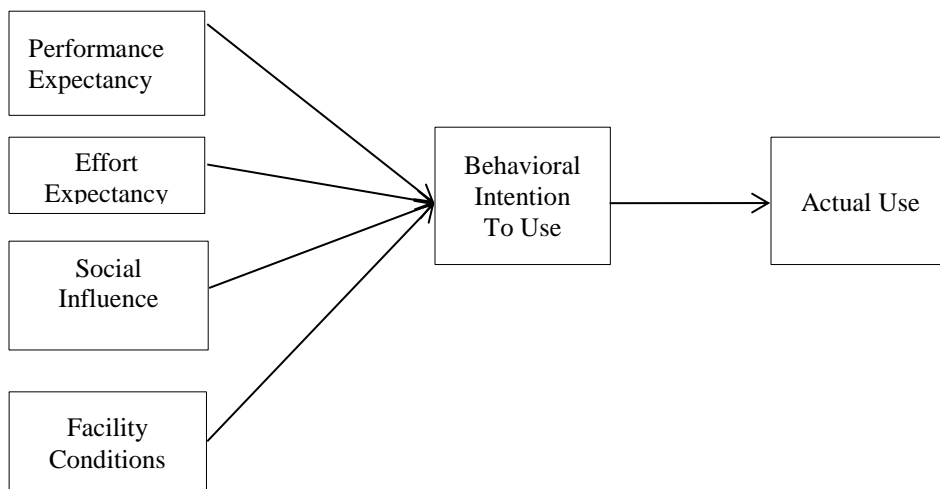 Performance
Expectancy
Effort
Expectancy
Social
Influence
Facility
Conditions
Behavioral
Intention
To Use
Actual Use